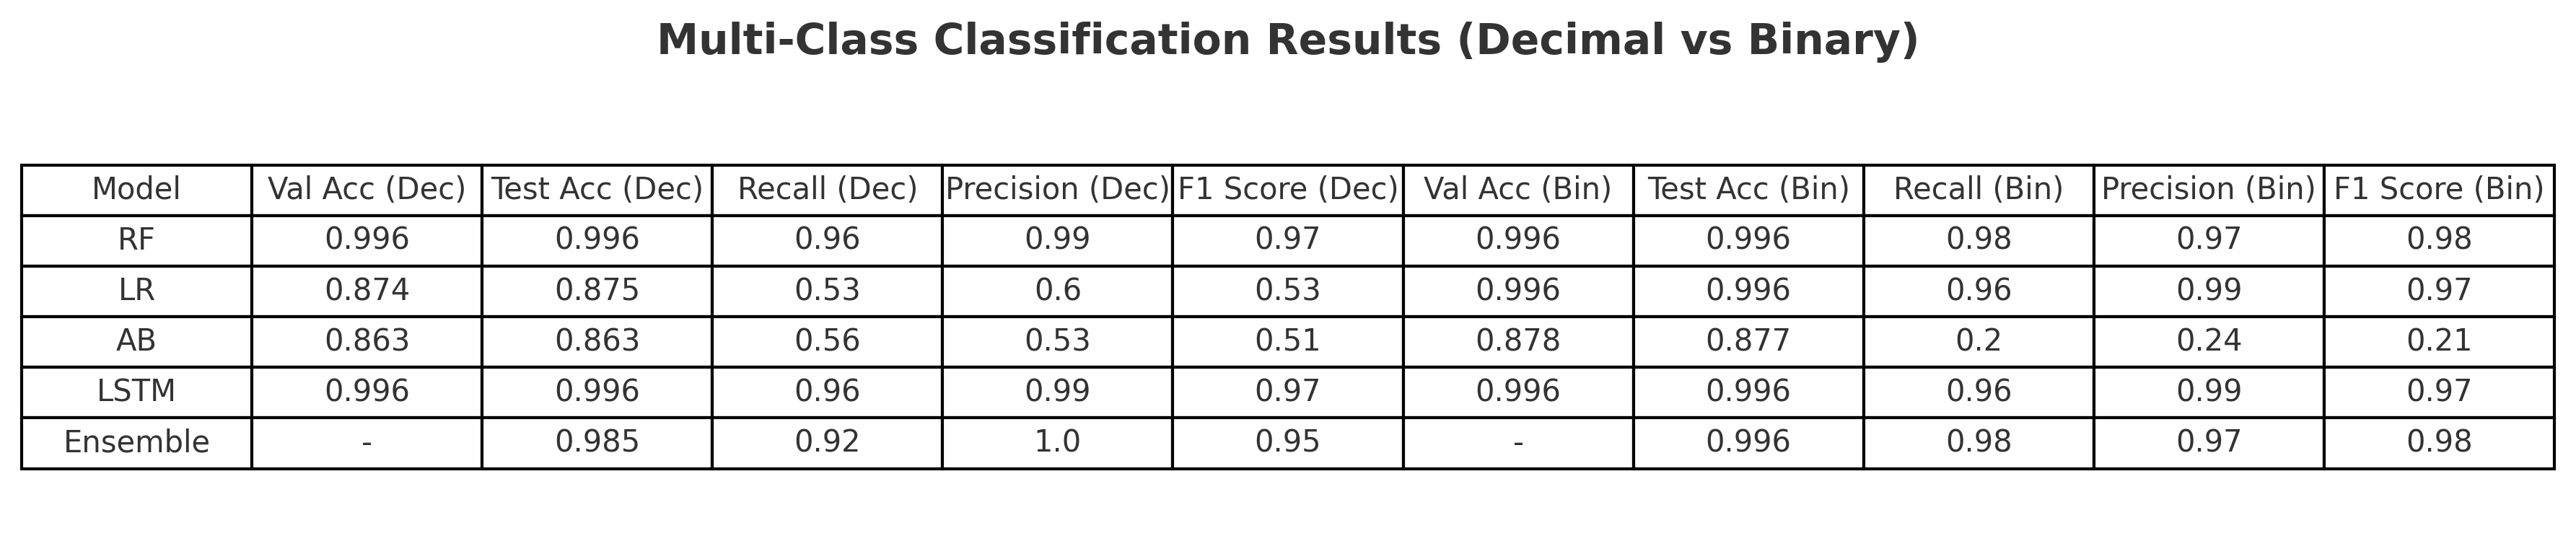 Multi-Class Classification Results (Decimal vs Binary)
Model Val Acc (Dec) Test Acc (Dec) Recall (Dec) Precision (Dec) F1 Score (Dec) Val Acc (Bin) Test Acc (Bin) Recall (Bin) Precision (Bin) F1 Score (Bin)
RF 0.996 0.996 0.96 0.99 0.97 0.996 0.996 0.98 0.97 0.98
LR 0.874 0.875 0.53 0.6 0.53 0.996 0.996 0.96 0.99 0.97
AB 0.863 0.863 0.56 0.53 0.51 0.878 0.877 0.2 0.24 0.21
LSTM 0.996 0.996 0.96 0.99 0.97 0.996 0.996 0.96 0.99 0.97
Ensemble - 0.985 0.92 1.0 0.95 - 0.996 0.98 0.97 0.98